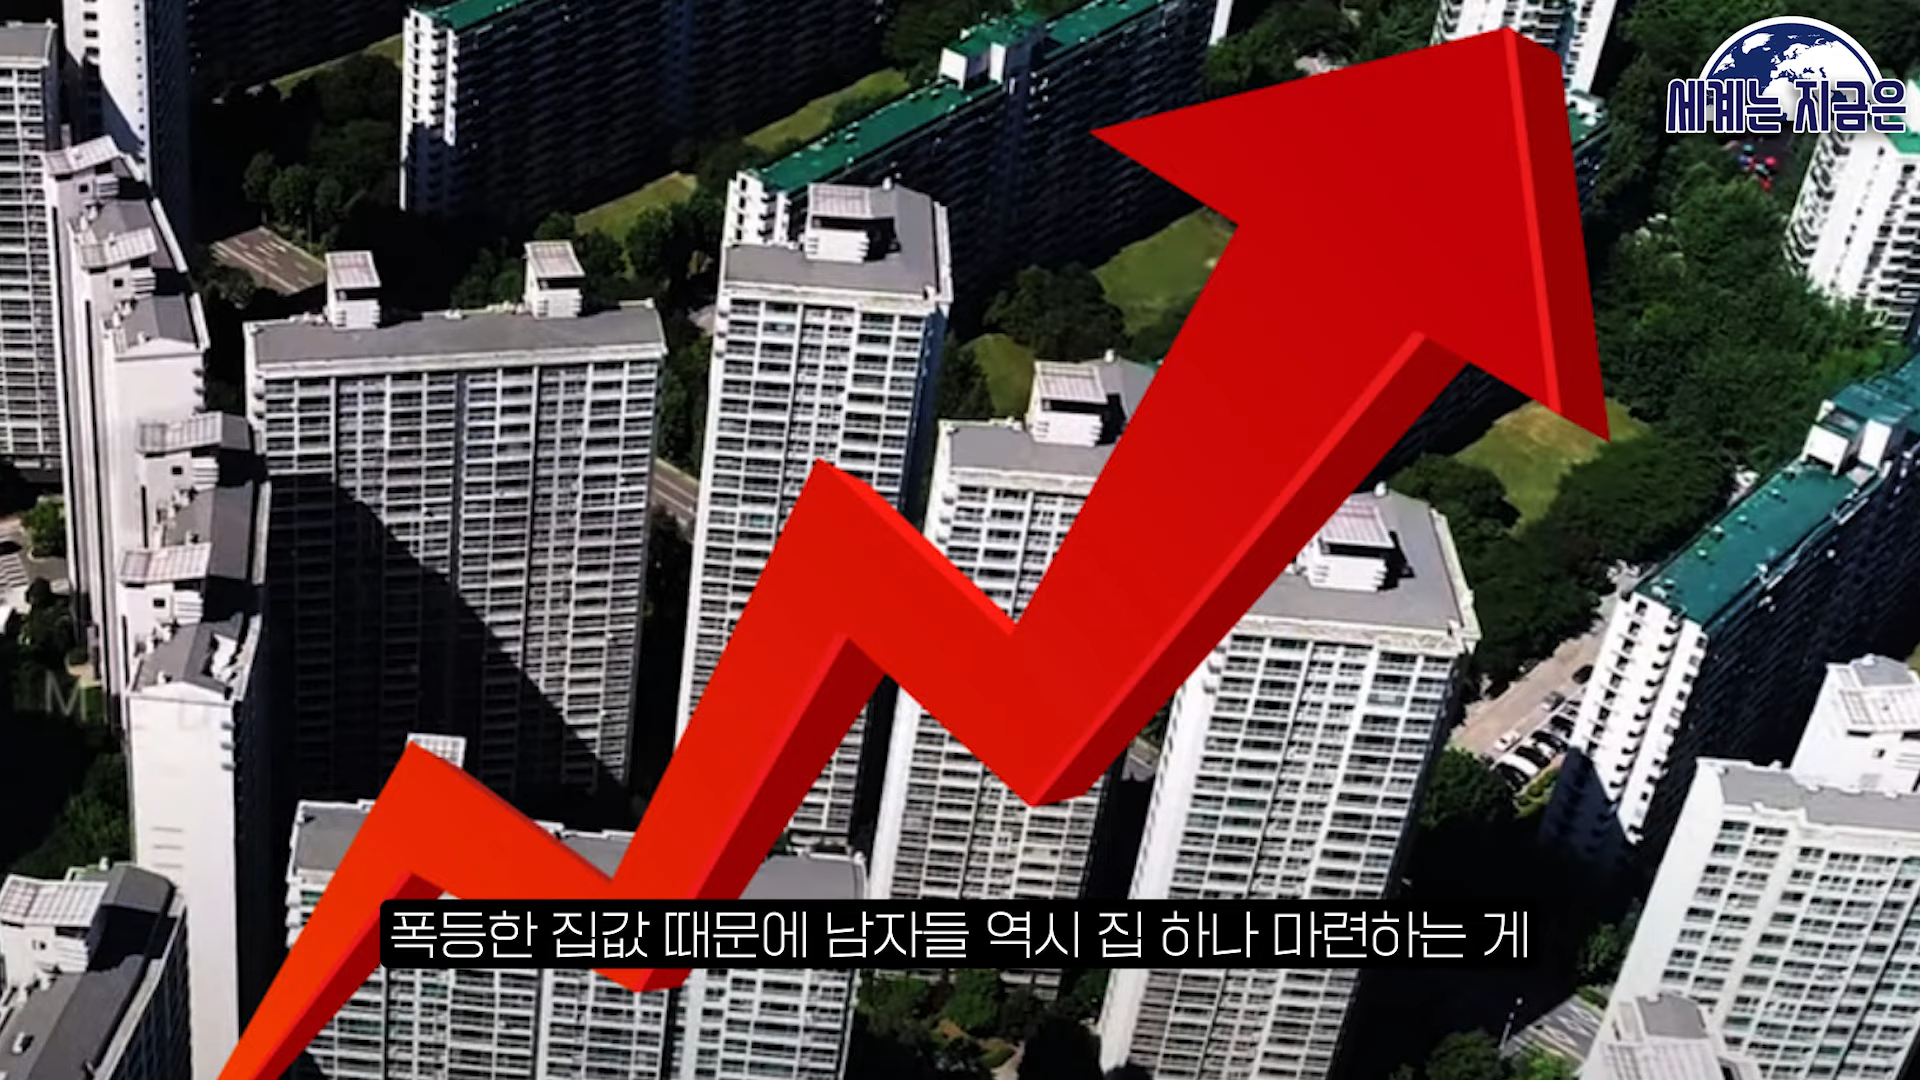 세계는 지금은
폭등한 집값 때문에 남자들 역시 집 하나 마련하는 게